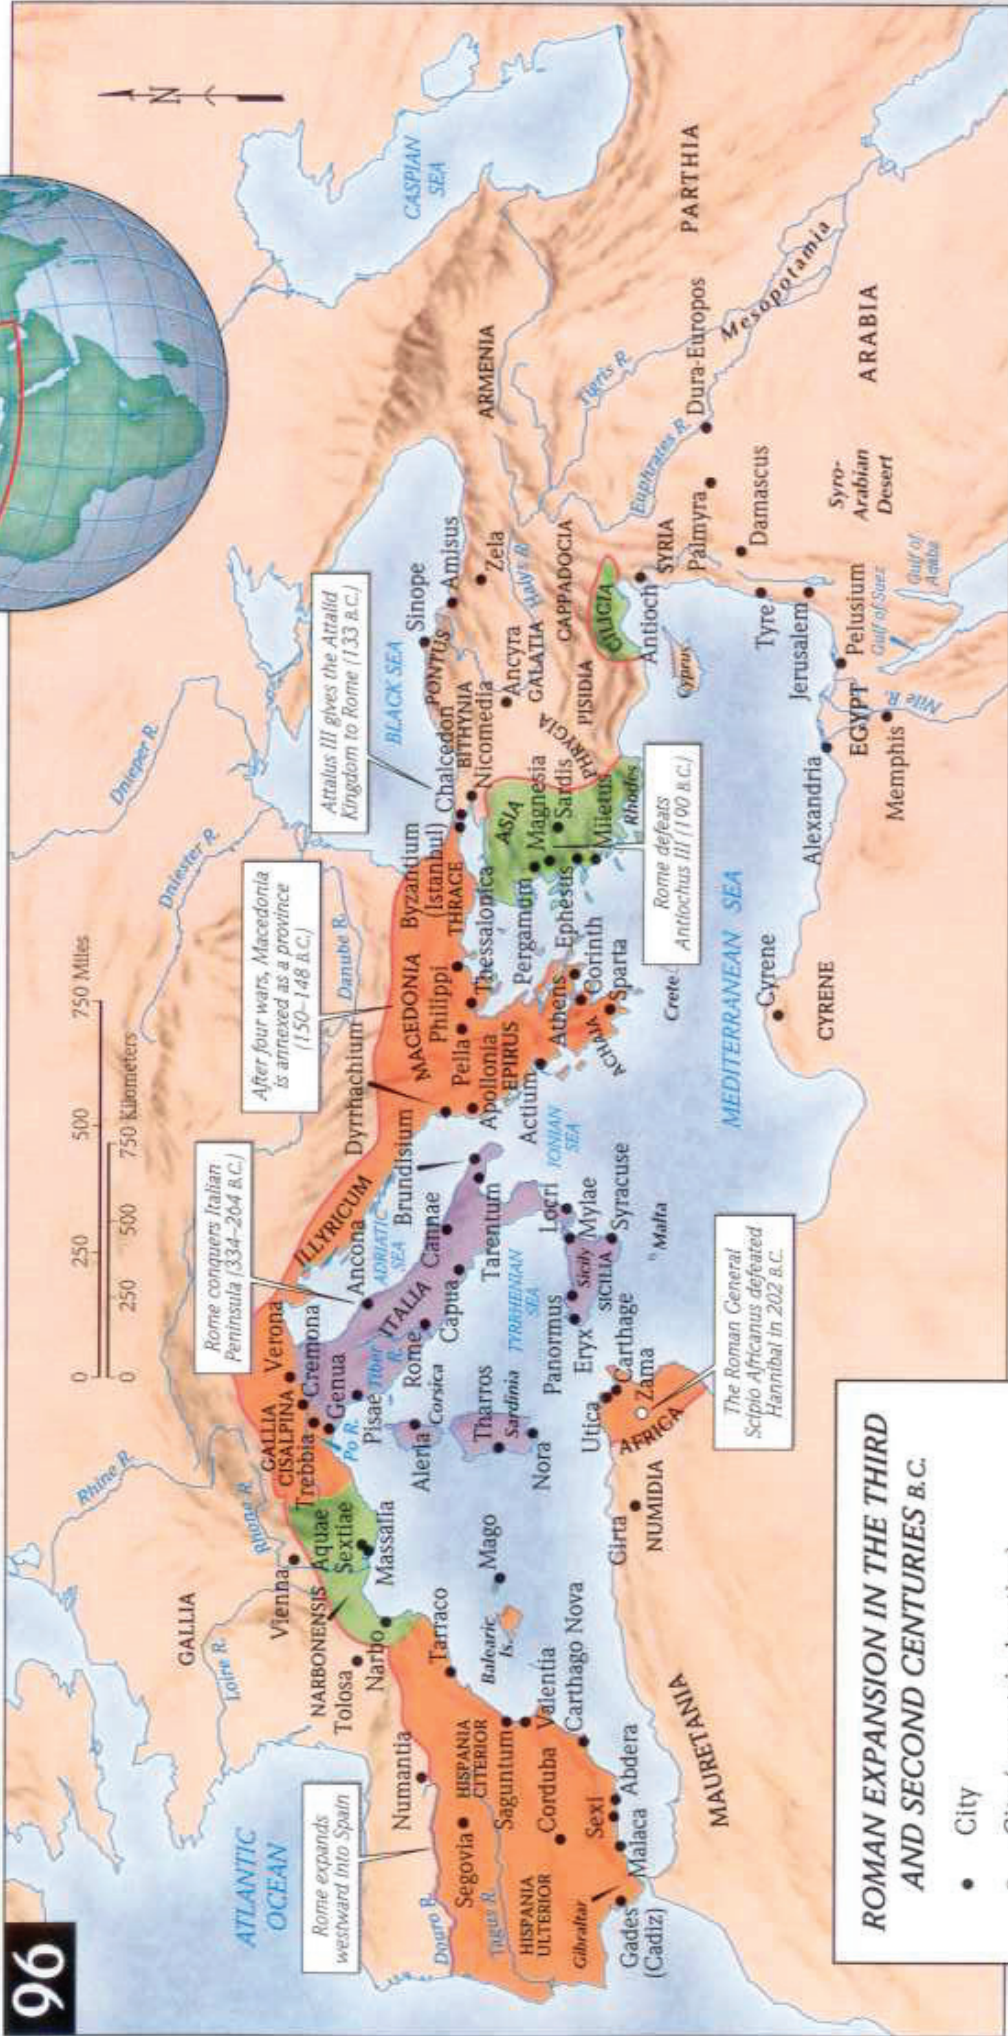 96
N
0 250 500 750 Miles
0 250 500 750 Kilometers
ATLANTIC
OCEAN
Rome expands
westward into Spain
Rome conquers Italian
Peninsula (334–264 B.C.)
After four wars, Macedonia
is annexed as a province
(150–148 B.C.)
Attalus III gives the Attalid
Kingdom to Rome (133 B.C.)
Rome defeats
Antiochus III (190 B.C.)
The Roman General
Scipio Africanus defeated
Hannibal in 202 B.C.
Rhine R.
Loire R.
Rhone R.
GALLIA
Vienna
NARBONENSIS
Tolosa
Narbo
Aquae
Sextiae
Massalia
GALLIA
CISALPINA
Trebbia
Verona
Cremona
Genua
Po R.
Pisae
Tiber
R.
Numantia
Douro R.
Segovia
HISPANIA
CITERIOR
Tagus R.
HISPANIA
ULTERIOR
Saguntum
Valentia
Corduba
Carthago Nova
Tarraco
Balearic
Is.
Mago
Sexi
Abdera
Malaca
Gibraltar
Gades
(Cadiz)
MAURETANIA
Cirta
NUMIDIA
Utica
Carthage
Zama
AFRICA
Aleria
Corsica
Tharros
Sardinia
Nora
ILLYRICUM
Ancona
ADRIATIC
SEA
ITALIA
Rome
Capua
Cannae
Brundisium
Tarentum
TYRRHENIAN
SEA
Panormus
Eryx
Sicily
SICILIA
Locri
Mylae
Syracuse
Malta
IONIAN
SEA
Dyrrhachium
Danube R.
Dniester R.
Dnieper R.
MACEDONIA
Philippi
Pella
Apollonia
EPIRUS
Actium
Thessalonica
THRACE
Byzantium
(Istanbul)
Athens
Corinth
Sparta
ACHAIA
Crete
Chalcedon
BITHYNIA
Nicomedia
BLACK SEA
PONTUS
Sinope
Amisus
Zela
Halys R.
Ancyra
GALATIA
CAPPADOCIA
PHRYGIA
PISIDIA
CILICIA
ASIA
Pergamum
Magnesia
Sardis
Ephesus
Miletus
Rhodes
Cyprus
Antioch
SYRIA
Palmyra
Damascus
Tyre
Jerusalem
Pelusium
Gulf of Suez
Gulf of
Aqaba
EGYPT
Nile R.
Alexandria
Memphis
Cyrene
CYRENE
MEDITERRANEAN SEA
CASPIAN
SEA
ARMENIA
Tigris R.
Euphrates R.
Dura-Europos
Mesopotamia
PARTHIA
ARABIA
Syro-
Arabian
Desert
ROMAN EXPANSION IN THE THIRD
AND SECOND CENTURIES B.C.
City